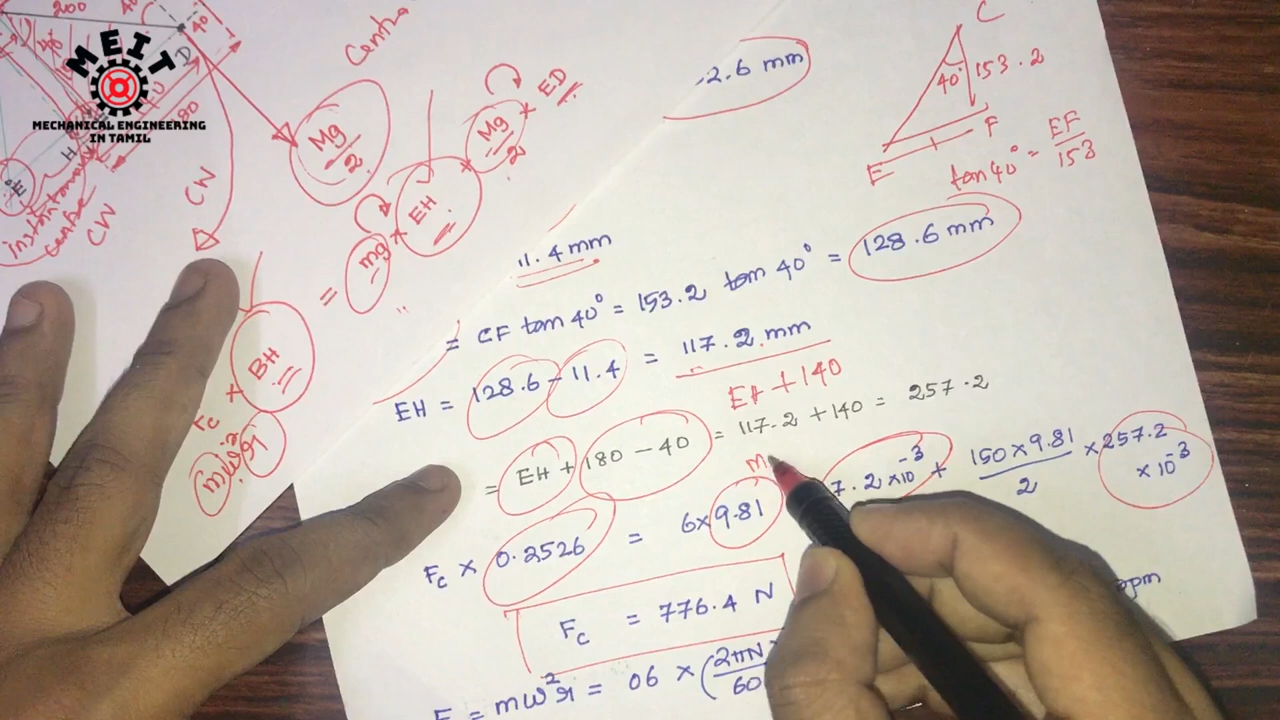 200
40
D
MEIT
MECHANICAL ENGINEERING
IN TAMIL
180
H
E
instantaneous
centre
CW
CW
Mg/2
Fc × BH = mg × EH + Mg/2 × ED
mω²r
2.6 mm
C
40° 153.2
E F
tan 40° = EF/153
11.4 mm
= CF tan 40° = 153.2 tan 40° = 128.6 mm
EH = 128.6 - 11.4 = 117.2 mm
EH + 140
= EH + 180 - 40 = 117.2 + 140 = 257.2
m
Fc × 0.2526 = 6 × 9.81 7.2 × 10⁻³ + 150 × 9.81/2 × 257.2 × 10⁻³
Fc = 776.4 N
= mω²r = 06 × (2πN/60